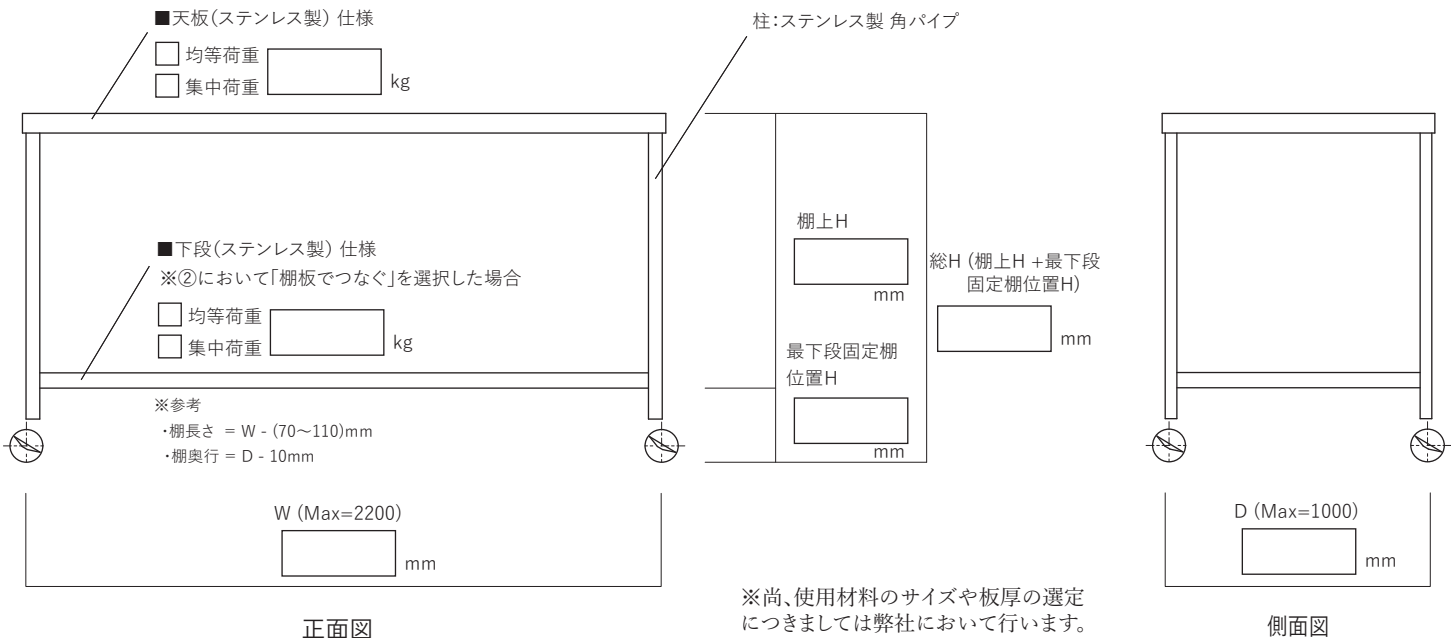 ■天板(ステンレス製) 仕様
均等荷重
集中荷重
kg
柱:ステンレス製 角パイプ
■下段(ステンレス製) 仕様
※②において「棚板でつなぐ」を選択した場合
均等荷重
集中荷重
kg
※参考
・棚長さ = W - (70～110)mm
・棚奥行 = D - 10mm
棚上H
mm
最下段固定棚
位置H
mm
総H (棚上H +最下段
固定棚位置H)
mm
W (Max=2200)
mm
D (Max=1000)
mm
※尚、使用材料のサイズや板厚の選定
につきましては弊社において行います。
正面図
側面図